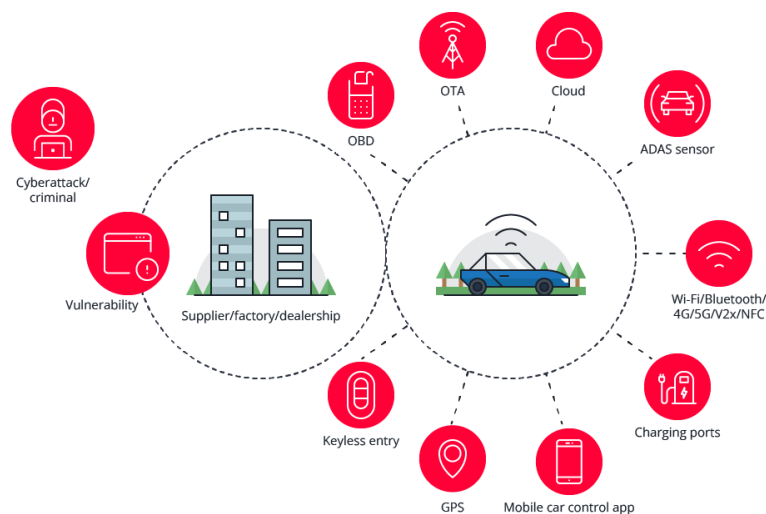 OTA
Cloud
OBD
ADAS sensor
Cyberattack/
criminal
Vulnerability
Supplier/factory/dealership
Wi-Fi/Bluetooth/
4G/5G/V2x/NFC
Keyless entry
Charging ports
GPS
Mobile car control app